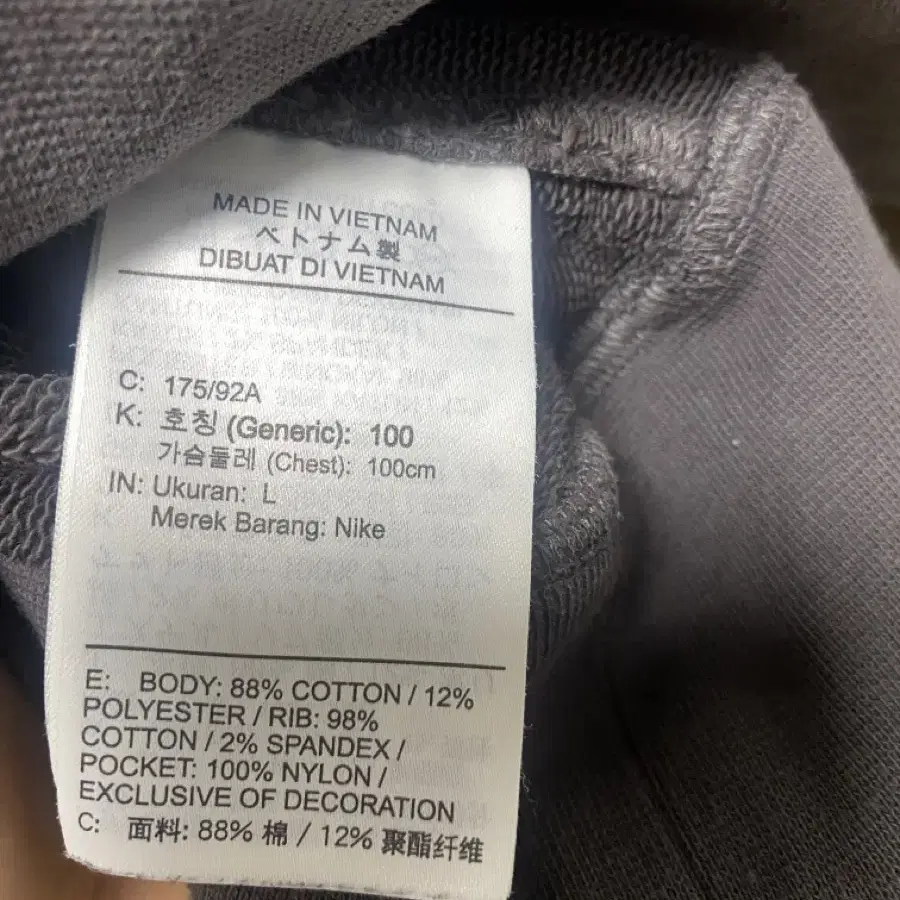 MADE IN VIETNAM
ベトナム製
DIBUAT DI VIETNAM
C: 175/92A
K: 호칭 (Generic): 100
가슴둘레 (Chest): 100cm
IN: Ukuran: L
Merek Barang: Nike
E: BODY: 88% COTTON / 12%
POLYESTER / RIB: 98%
COTTON / 2% SPANDEX /
POCKET: 100% NYLON /
EXCLUSIVE OF DECORATION
C: 面料: 88% 棉 / 12% 聚酯纤维